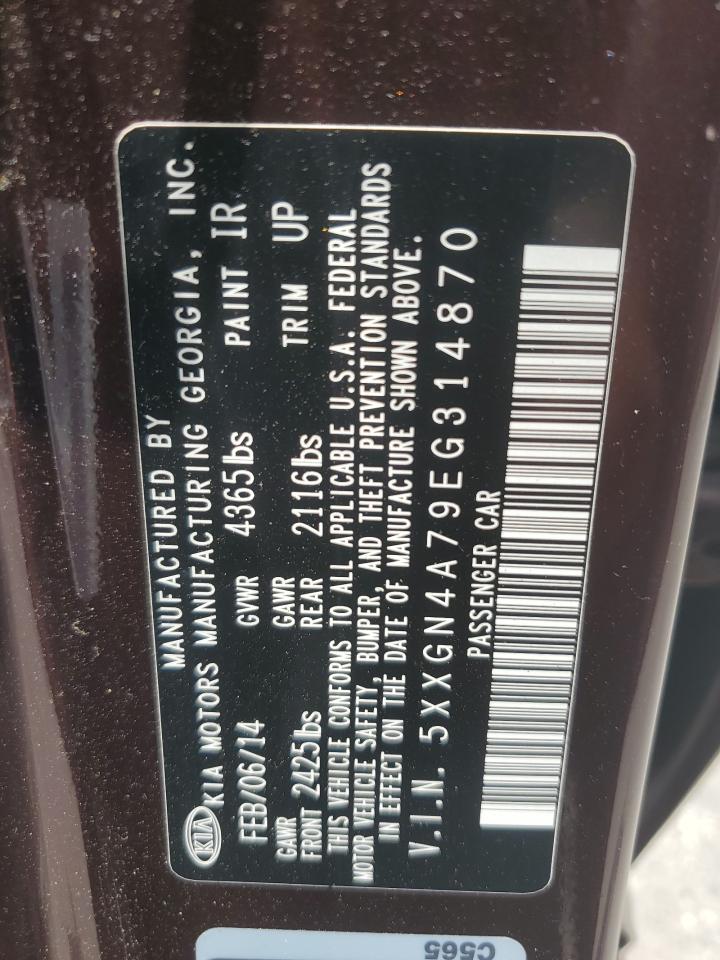 MANUFACTURED BY
KIA KIA MOTORS MANUFACTURING GEORGIA, INC.
FEB/06/14 GVWR 4365lbs PAINT IR
GAWR FRONT 2425lbs GAWR REAR 2116lbs TRIM UP
THIS VEHICLE CONFORMS TO ALL APPLICABLE U.S.A. FEDERAL
MOTOR VEHICLE SAFETY, BUMPER, AND THEFT PREVENTION STANDARDS
IN EFFECT ON THE DATE OF MANUFACTURE SHOWN ABOVE.
V.I.N. 5XXGN4A79EG314870
PASSENGER CAR
C565